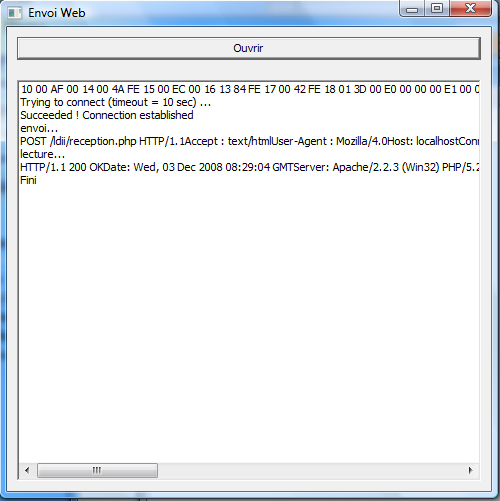 Envoi Web
Ouvrir
10 00 AF 00 14 00 4A FE 15 00 EC 00 16 13 84 FE 17 00 42 FE 18 01 3D 00 E0 00 00 00 E1 00
Trying to connect (timeout = 10 sec) ...
Succeeded ! Connection established
envoi...
POST /ldii/reception.php HTTP/1.1Accept : text/htmlUser-Agent : Mozilla/4.0Host: localhostConn
lecture...
HTTP/1.1 200 OKDate: Wed, 03 Dec 2008 08:29:04 GMTServer: Apache/2.2.3 (Win32) PHP/5.2
Fini